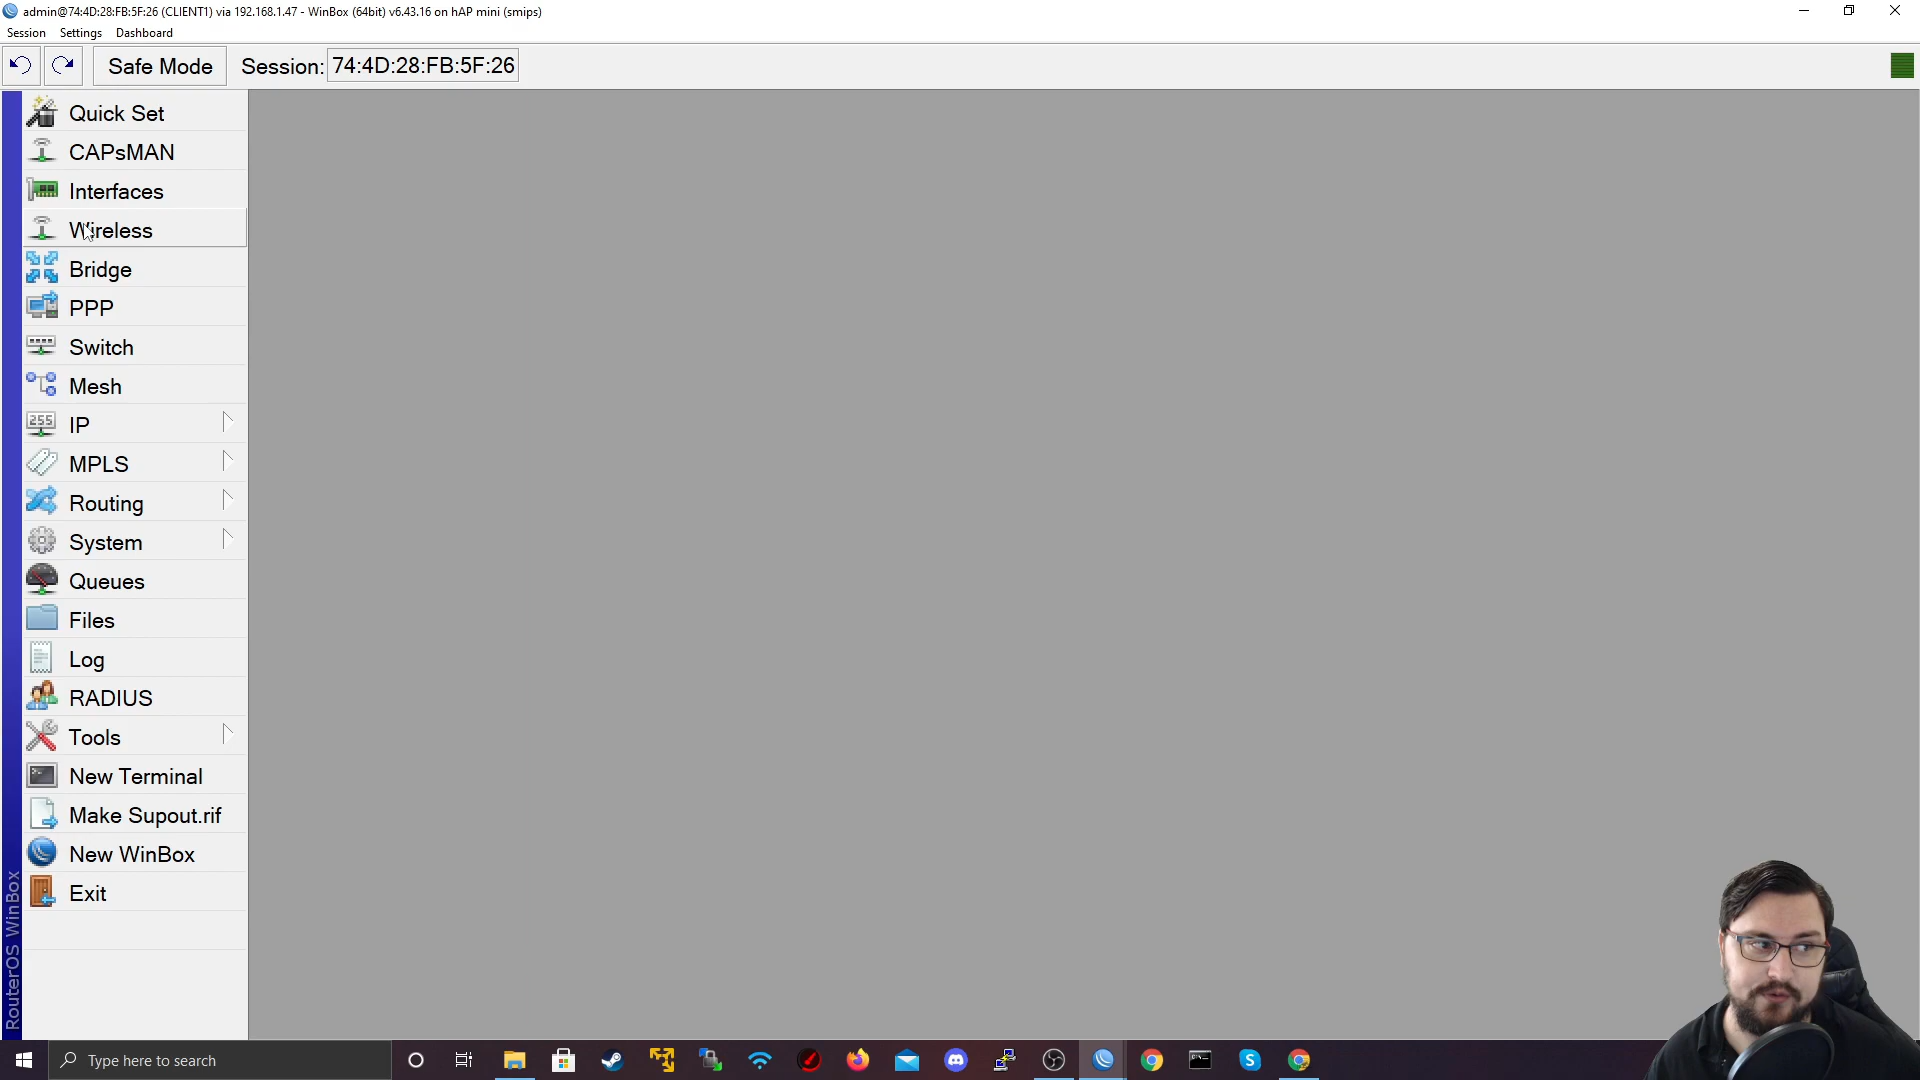 admin@74:4D:28:FB:5F:26 (CLIENT1) via 192.168.1.47 - WinBox (64bit) v6.43.16 on hAP mini (smips)
Session Settings Dashboard
Safe Mode Session: 74:4D:28:FB:5F:26
Quick Set
CAPsMAN
Interfaces
Wireless
Bridge
PPP
Switch
Mesh
255 IP
MPLS
Routing
System
Queues
Files
Log
RADIUS
Tools
New Terminal
Make Supout.rif
New WinBox
Exit
RouterOS WinBox
Type here to search